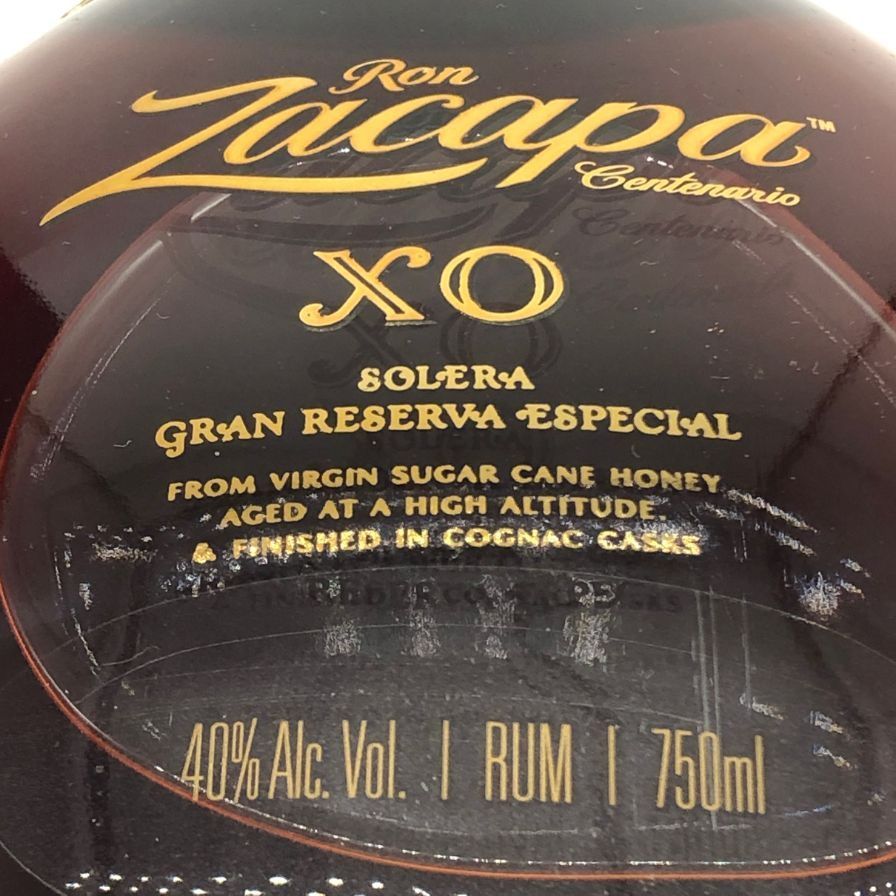 Ron
Zacapa™
Centenario
XO
SOLERA
GRAN RESERVA ESPECIAL
FROM VIRGIN SUGAR CANE HONEY
AGED AT A HIGH ALTITUDE.
& FINISHED IN COGNAC CASKS
40% Alc. Vol. | RUM | 750ml